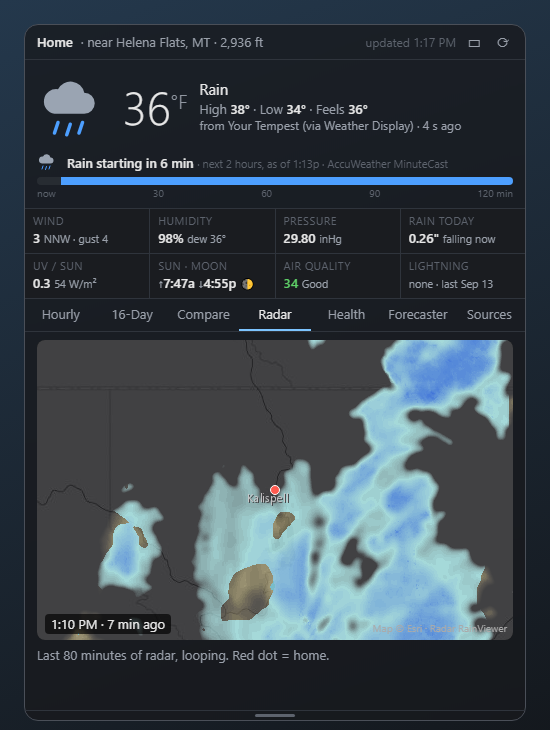 Home · near Helena Flats, MT · 2,936 ft updated 1:17 PM
36°F
Rain
High 38° · Low 34° · Feels 36°
from Your Tempest (via Weather Display) · 4 s ago
Rain starting in 6 min · next 2 hours, as of 1:13p · AccuWeather MinuteCast
now 30 60 90 120 min
WIND HUMIDITY PRESSURE RAIN TODAY
3 NNW · gust 4 98% dew 36° 29.80 inHg 0.26" falling now
UV / SUN SUN · MOON AIR QUALITY LIGHTNING
0.3 54 W/m² ↑7:47a ↓4:55p 34 Good none · last Sep 13
Hourly 16-Day Compare Radar Health Forecaster Sources
Kalispell
1:10 PM · 7 min ago
Esri · Radar: RainViewer
Last 80 minutes of radar, looping. Red dot = home.